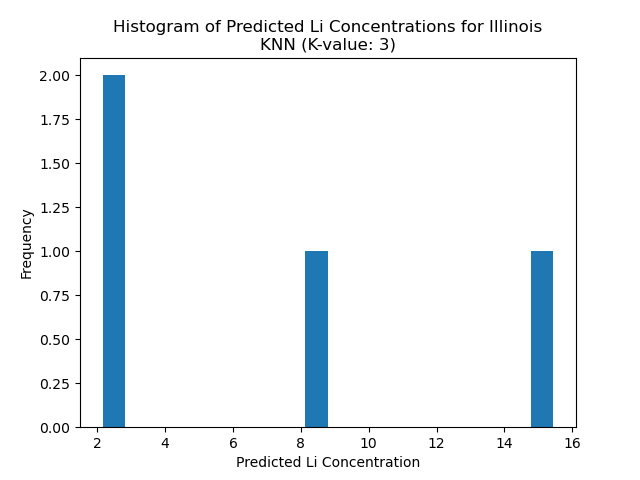 Histogram of Predicted Li Concentrations for Illinois
KNN (K-value: 3)
2.00
1.75
1.50
1.25
1.00
0.75
0.50
0.25
0.00
Frequency
2 4 6 8 10 12 14 16
Predicted Li Concentration